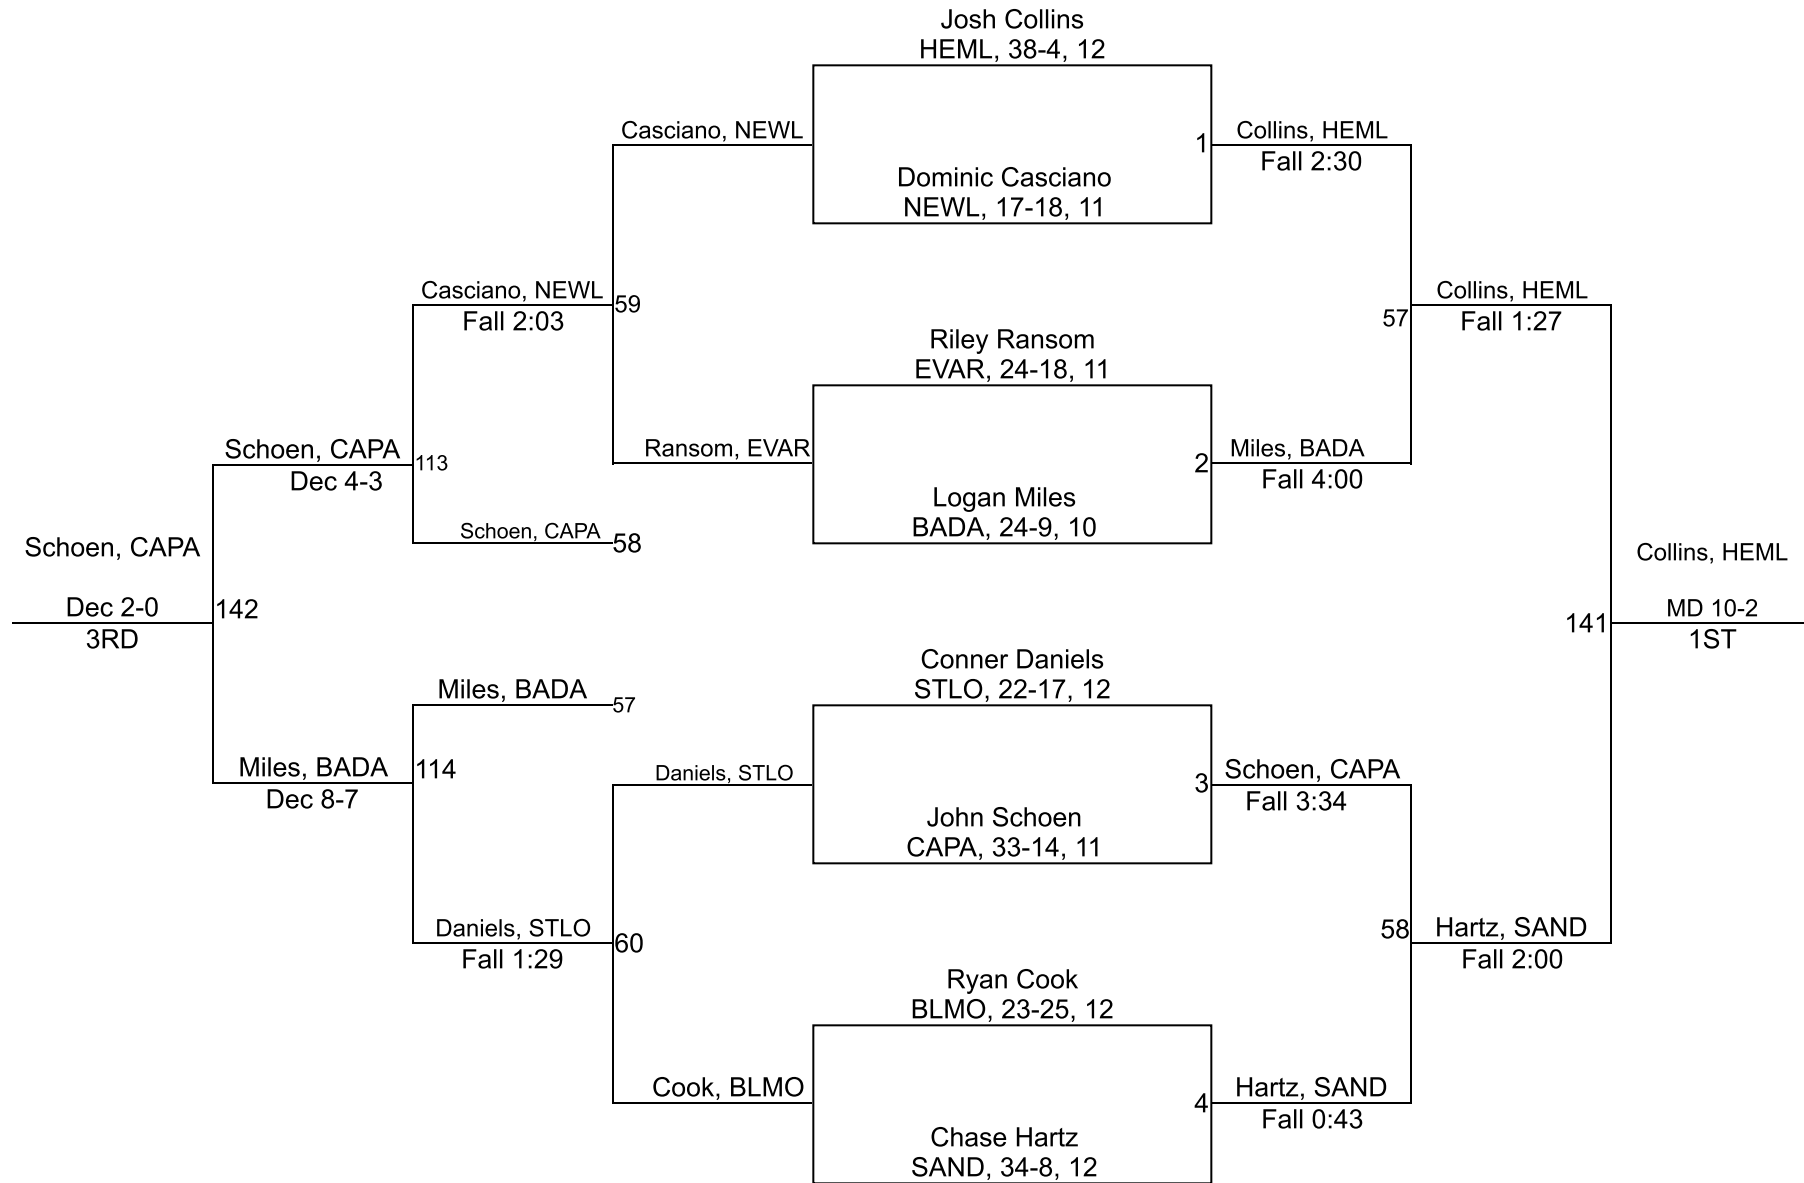 Josh Collins
HEML, 38-4, 12
Casciano, NEWL
1
Collins, HEML
Fall 2:30
Dominic Casciano
NEWL, 17-18, 11
Casciano, NEWL
59
Fall 2:03
57
Collins, HEML
Fall 1:27
Riley Ransom
EVAR, 24-18, 11
Schoen, CAPA
113
Dec 4-3
Ransom, EVAR
2
Miles, BADA
Fall 4:00
Logan Miles
BADA, 24-9, 10
Schoen, CAPA
58
Schoen, CAPA
Collins, HEML
Dec 2-0
142
3RD
141
MD 10-2
1ST
Conner Daniels
STLO, 22-17, 12
Miles, BADA
57
Miles, BADA
114
Dec 8-7
Daniels, STLO
3
Schoen, CAPA
Fall 3:34
John Schoen
CAPA, 33-14, 11
Daniels, STLO
60
Fall 1:29
58
Hartz, SAND
Fall 2:00
Ryan Cook
BLMO, 23-25, 12
Cook, BLMO
4
Hartz, SAND
Fall 0:43
Chase Hartz
SAND, 34-8, 12